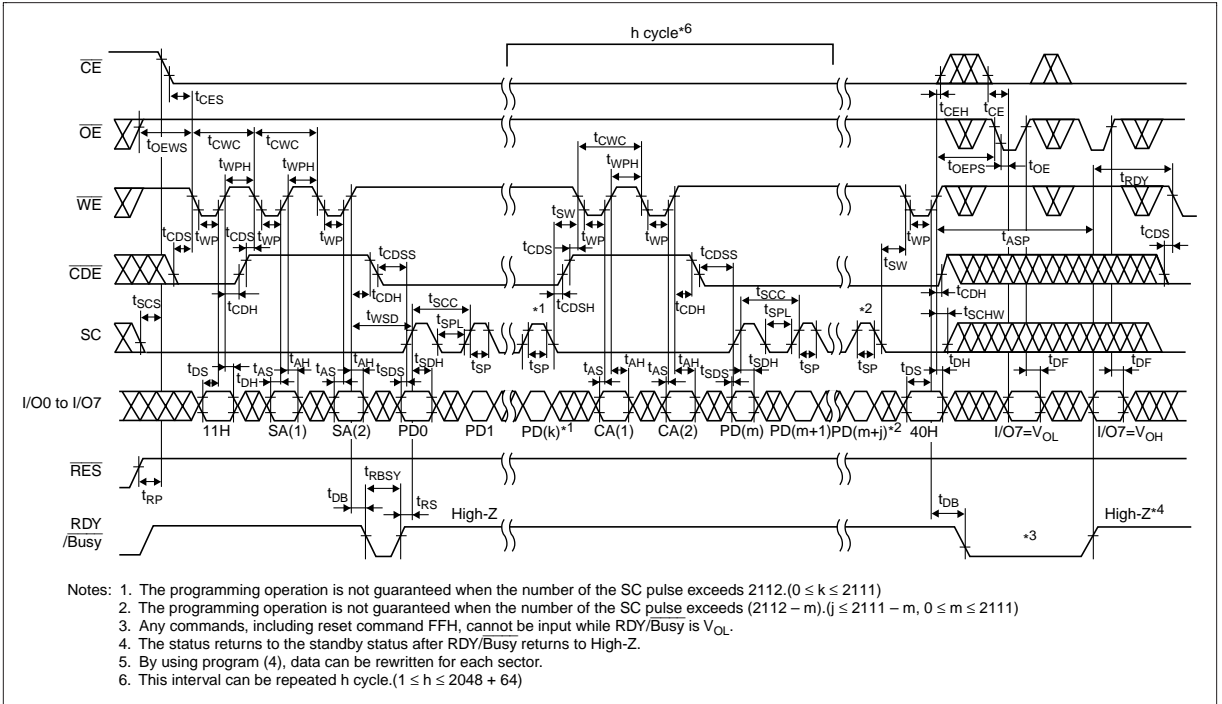 h cycle*6
CE
tCES
tCEH
tCE
OE
tOEWS
tCWC
tCWC
tCWC
tOEPS
tOE
tWPH
tWPH
tWPH
tRDY
WE
tCDS
tWP
tCDS
tWP
tWP
tSW
tCDS
tWP
tWP
tSW
tWP
tASP
tCDS
CDE
tCDH
tCDSS
tCDH
tCDSH
tCDSS
tCDH
tCDH
tSCS
tWSD
tSCC
tSPL
*1
tSCC
tSPL
*2
tSCHW
SC
tDS
tDH
tAS
tAH
tAS
tAH
tSDS
tSDH
tSP
tSP
tAS
tAH
tAS
tAH
tSDS
tSDH
tSP
tSP
tDS
tDH
tDF
tDF
I/O0 to I/O7
11H SA(1) SA(2) PD0 PD1 PD(k)*1 CA(1) CA(2) PD(m) PD(m+1) PD(m+j)*2 40H I/O7=VOL I/O7=VOH
RES
tRP
tDB
tRBSY
tRS
tDB
RDY
/Busy
High-Z
*3
High-Z*4
Notes: 1. The programming operation is not guaranteed when the number of the SC pulse exceeds 2112.(0 ≤ k ≤ 2111)
2. The programming operation is not guaranteed when the number of the SC pulse exceeds (2112 – m).(j ≤ 2111 – m, 0 ≤ m ≤ 2111)
3. Any commands, including reset command FFH, cannot be input while RDY/Busy is VOL.
4. The status returns to the standby status after RDY/Busy returns to High-Z.
5. By using program (4), data can be rewritten for each sector.
6. This interval can be repeated h cycle.(1 ≤ h ≤ 2048 + 64)